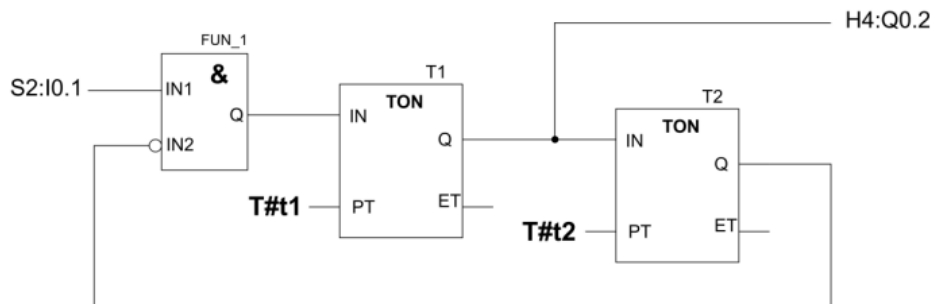 H4:Q0.2
FUN_1
&
S2:I0.1
IN1
Q
IN2
T1
TON
IN
Q
T#t1
PT
ET
T2
TON
IN
Q
T#t2
PT
ET